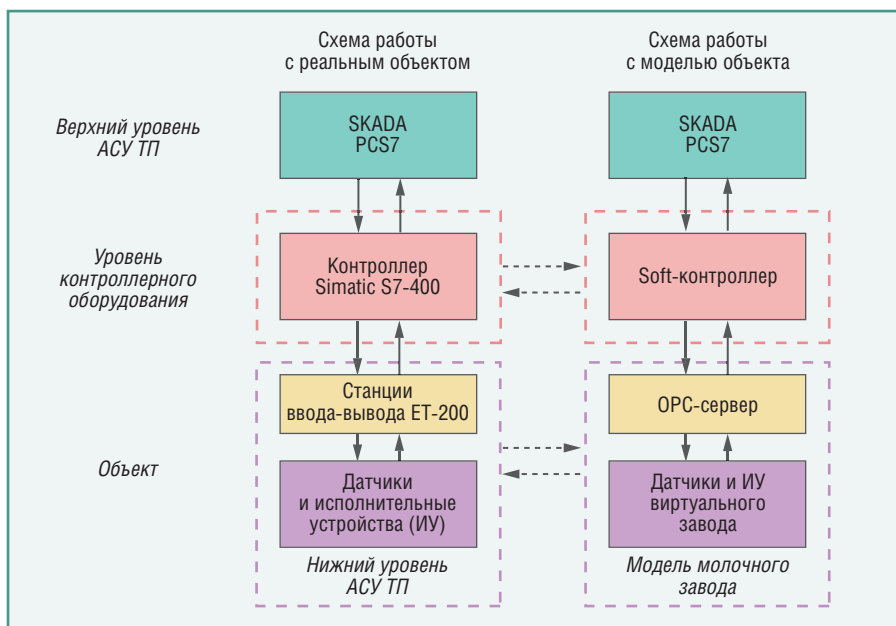 Схема работы
с реальным объектом
Схема работы
с моделью объекта
Верхний уровень
АСУ ТП
SKADA
PCS7
SKADA
PCS7
Уровень
контроллерного
оборудования
Контроллер
Simatic S7-400
Soft-контроллер
Объект
Станции
ввода-вывода ET-200
OPC-сервер
Датчики
и исполнительные
устройства (ИУ)
Датчики и ИУ
виртуального
завода
Нижний уровень
АСУ ТП
Модель молочного
завода